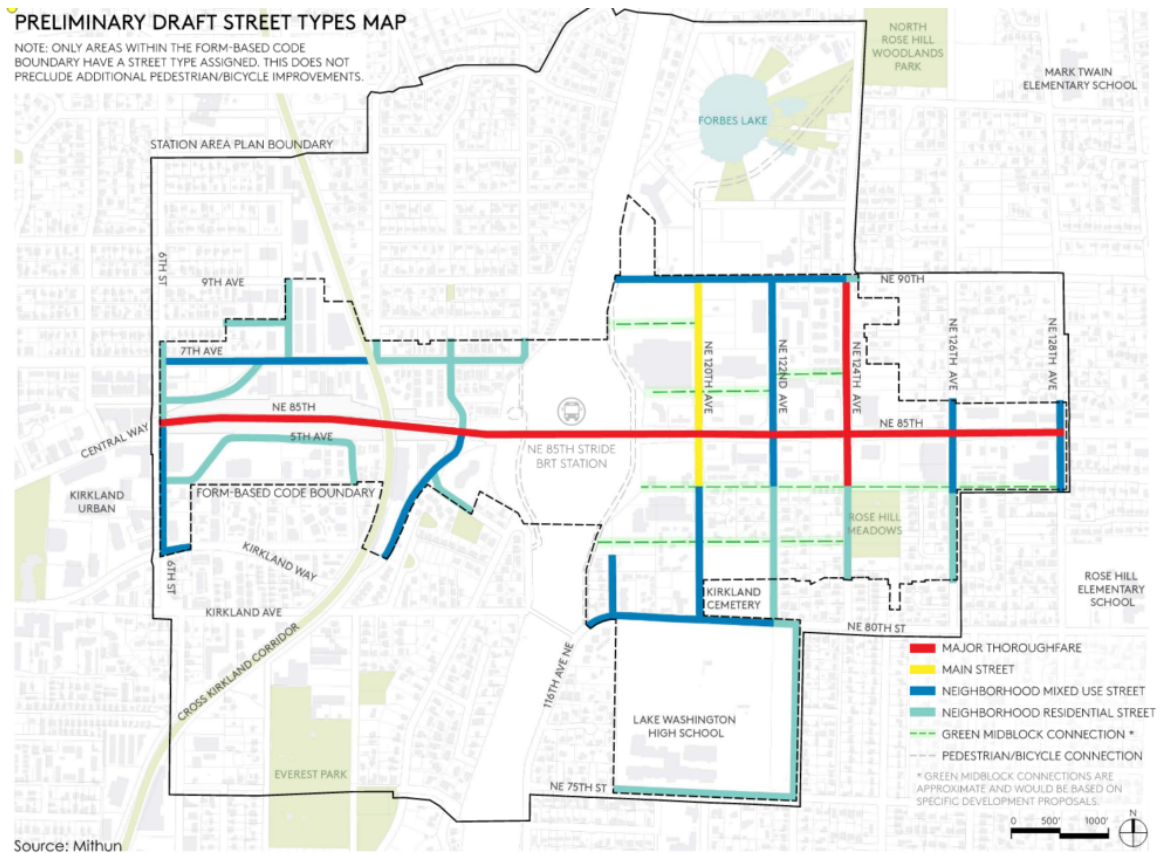 PRELIMINARY DRAFT STREET TYPES MAP
NOTE: ONLY AREAS WITHIN THE FORM-BASED CODE
BOUNDARY HAVE A STREET TYPE ASSIGNED. THIS DOES NOT
PRECLUDE ADDITIONAL PEDESTRIAN/BICYCLE IMPROVEMENTS.
NORTH
ROSE HILL
WOODLANDS
PARK
MARK TWAIN
ELEMENTARY SCHOOL
FORBES LAKE
STATION AREA PLAN BOUNDARY
6TH ST
9TH AVE
NE 90TH
7TH AVE
NE 120TH AVE
NE 122ND AVE
NE 124TH AVE
NE 126TH AVE
NE 128TH AVE
NE 85TH
NE 85TH
CENTRAL WAY
5TH AVE
NE 85TH STRIDE
BRT STATION
KIRKLAND
URBAN
FORM-BASED CODE BOUNDARY
ROSE HILL
MEADOWS
KIRKLAND WAY
6TH ST
KIRKLAND AVE
KIRKLAND
CEMETERY
ROSE HILL
ELEMENTARY
SCHOOL
NE 80TH ST
CROSS KIRKLAND CORRIDOR
116TH AVE NE
LAKE WASHINGTON
HIGH SCHOOL
EVEREST PARK
NE 75TH ST
MAJOR THOROUGHFARE
MAIN STREET
NEIGHBORHOOD MIXED USE STREET
NEIGHBORHOOD RESIDENTIAL STREET
GREEN MIDBLOCK CONNECTION *
PEDESTRIAN/BICYCLE CONNECTION
* GREEN MIDBLOCK CONNECTIONS ARE
APPROXIMATE AND WOULD BE BASED ON
SPECIFIC DEVELOPMENT PROPOSALS.
0 500' 1000'
N
Source: Mithun